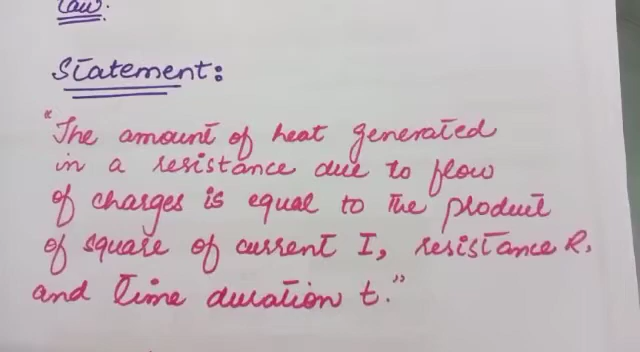 Law.
Statement:
"The amount of heat generated
in a resistance due to flow
of charges is equal to the product
of square of current I, resistance R,
and time duration t."